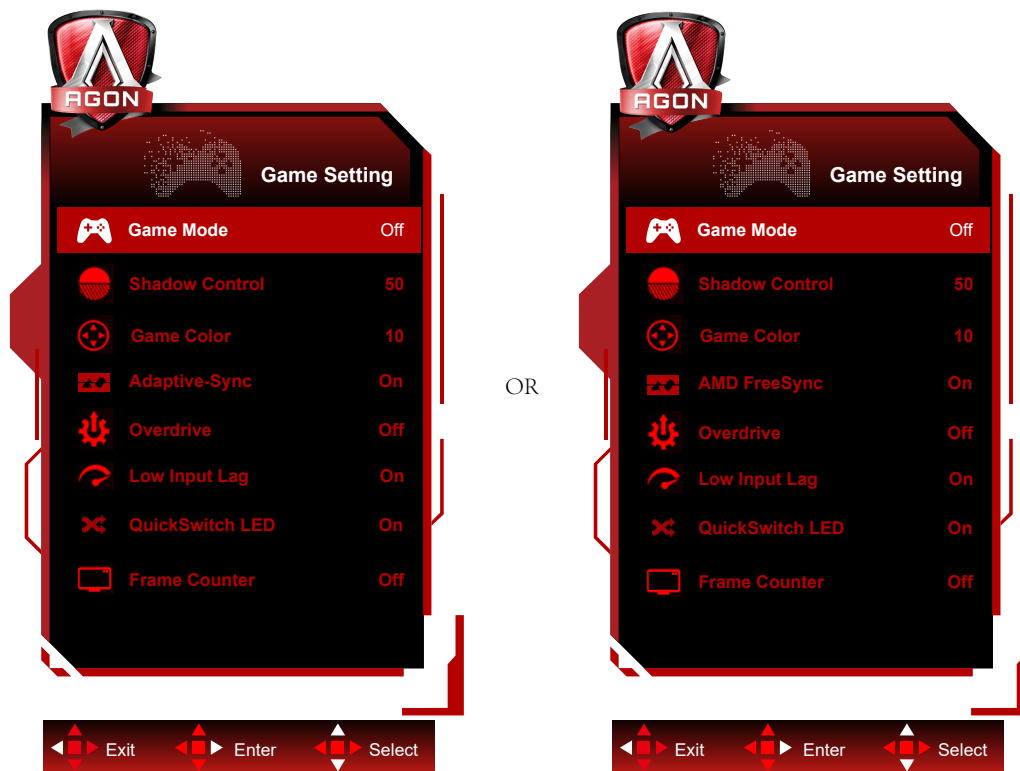 AGON
Game Setting
Game Mode Off
Shadow Control 50
Game Color 10
Adaptive-Sync On
Overdrive Off
Low Input Lag On
QuickSwitch LED On
Frame Counter Off
Exit Enter Select
OR
AGON
Game Setting
Game Mode Off
Shadow Control 50
Game Color 10
AMD FreeSync On
Overdrive Off
Low Input Lag On
QuickSwitch LED On
Frame Counter Off
Exit Enter Select